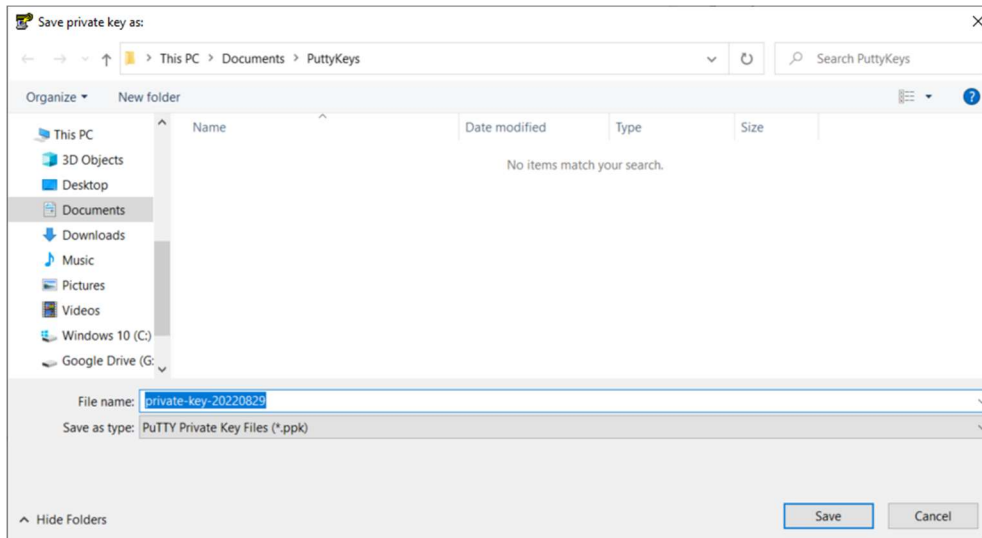 Save private key as:
This PC > Documents > PuttyKeys
Search PuttyKeys
Organize
New folder
?
This PC
3D Objects
Desktop
Documents
Downloads
Music
Pictures
Videos
Windows 10 (C:)
Google Drive (G:
Name
Date modified
Type
Size
No items match your search.
File name: private-key-20220829
Save as type: PuTTY Private Key Files (*.ppk)
Hide Folders
Save
Cancel